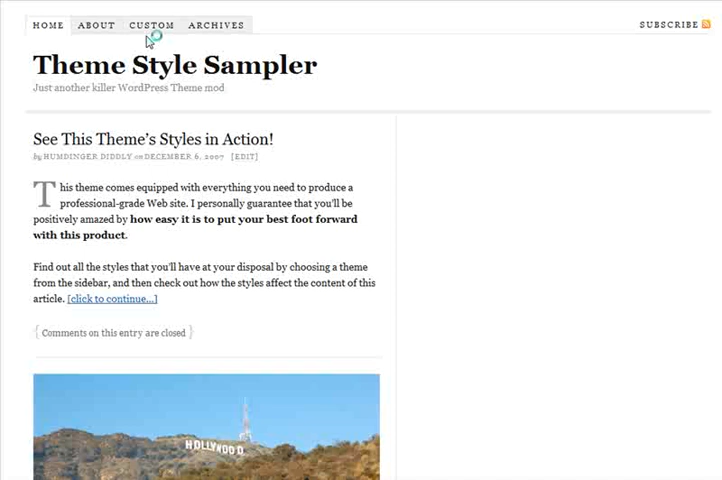 HOME ABOUT CUSTOM ARCHIVES SUBSCRIBE
Theme Style Sampler
Just another killer WordPress Theme mod
See This Theme's Styles in Action!
by HUMDINGER DIDDLY on DECEMBER 6, 2007 [EDIT]
This theme comes equipped with everything you need to produce a
professional-grade Web site. I personally guarantee that you'll be
positively amazed by how easy it is to put your best foot forward
with this product.
Find out all the styles that you'll have at your disposal by choosing a theme
from the sidebar, and then check out how the styles affect the content of this
article. [click to continue…]
{ Comments on this entry are closed }
HOLLYWOOD